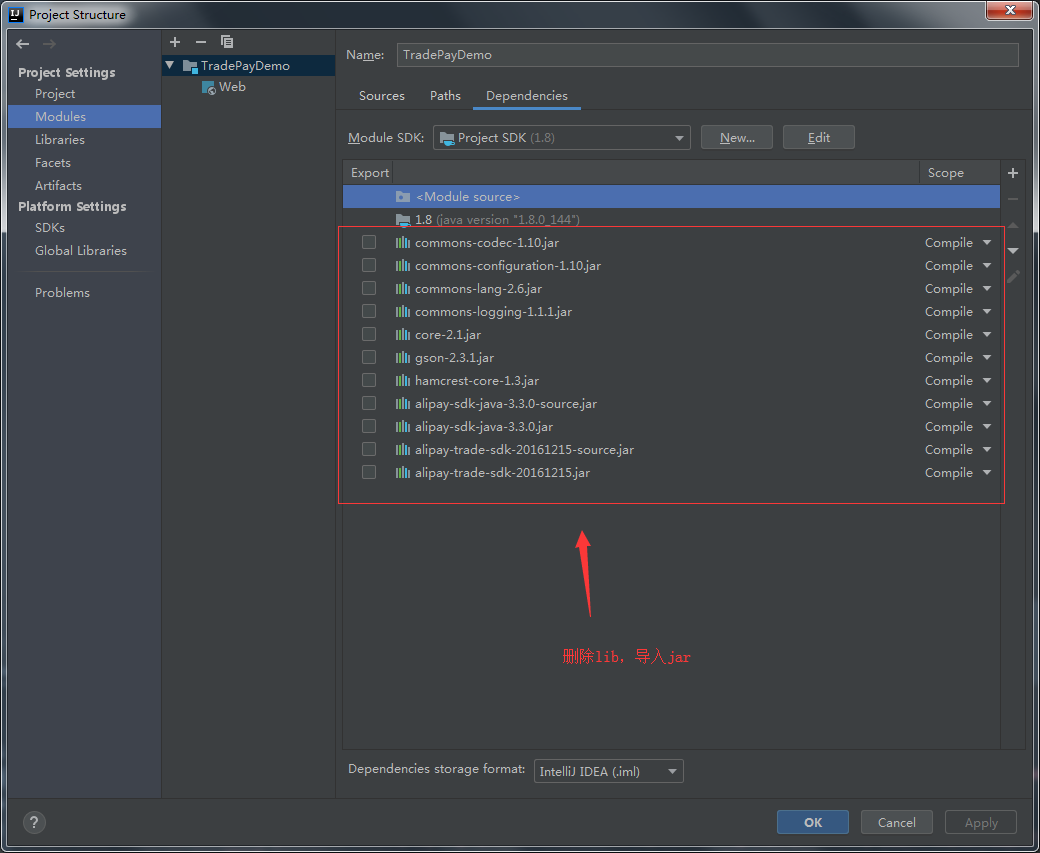 Project Structure
Project Settings
Project
Modules
Libraries
Facets
Artifacts
Platform Settings
SDKs
Global Libraries
Problems
TradePayDemo
Web
Name: TradePayDemo
Sources Paths Dependencies
Module SDK: Project SDK (1.8) New... Edit
Export Scope
<Module source>
1.8 (java version "1.8.0_144")
commons-codec-1.10.jar Compile
commons-configuration-1.10.jar Compile
commons-lang-2.6.jar Compile
commons-logging-1.1.1.jar Compile
core-2.1.jar Compile
gson-2.3.1.jar Compile
hamcrest-core-1.3.jar Compile
alipay-sdk-java-3.3.0-source.jar Compile
alipay-sdk-java-3.3.0.jar Compile
alipay-trade-sdk-20161215-source.jar Compile
alipay-trade-sdk-20161215.jar Compile
删除lib，导入jar
Dependencies storage format: IntelliJ IDEA (.iml)
? OK Cancel Apply